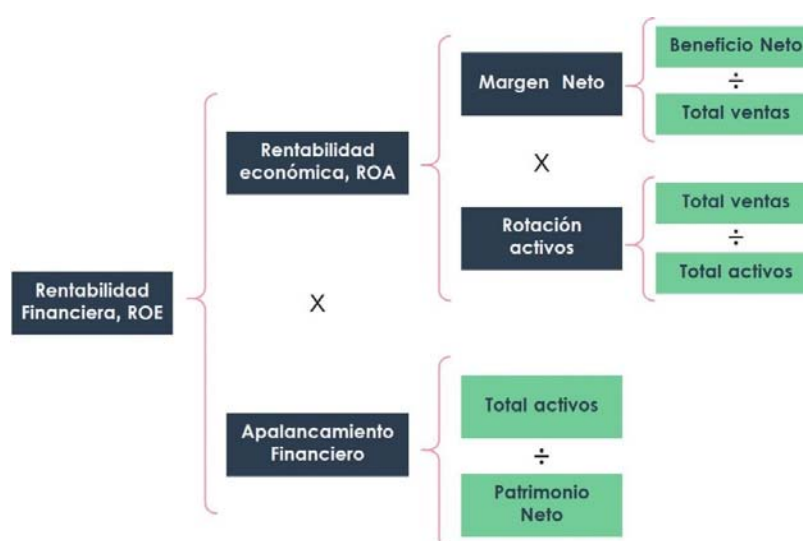 Rentabilidad
Financiera, ROE
Rentabilidad
económica, ROA
X
Apalancamiento
Financiero
Margen Neto
X
Rotación
activos
Beneficio Neto
÷
Total ventas
Total ventas
÷
Total activos
Total activos
÷
Patrimonio
Neto